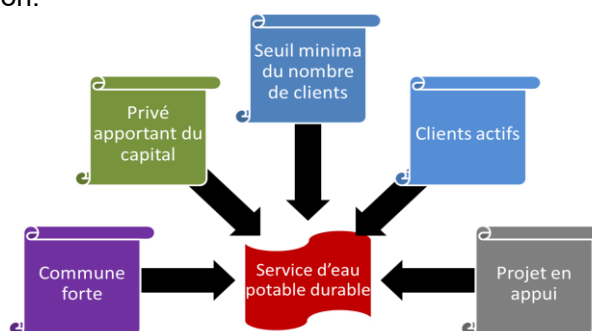 on.
Seuil minima
du nombre
de clients
Privé
apportant du
capital
Clients actifs
Commune
forte
Service d'eau
potable durable
Projet en
appui